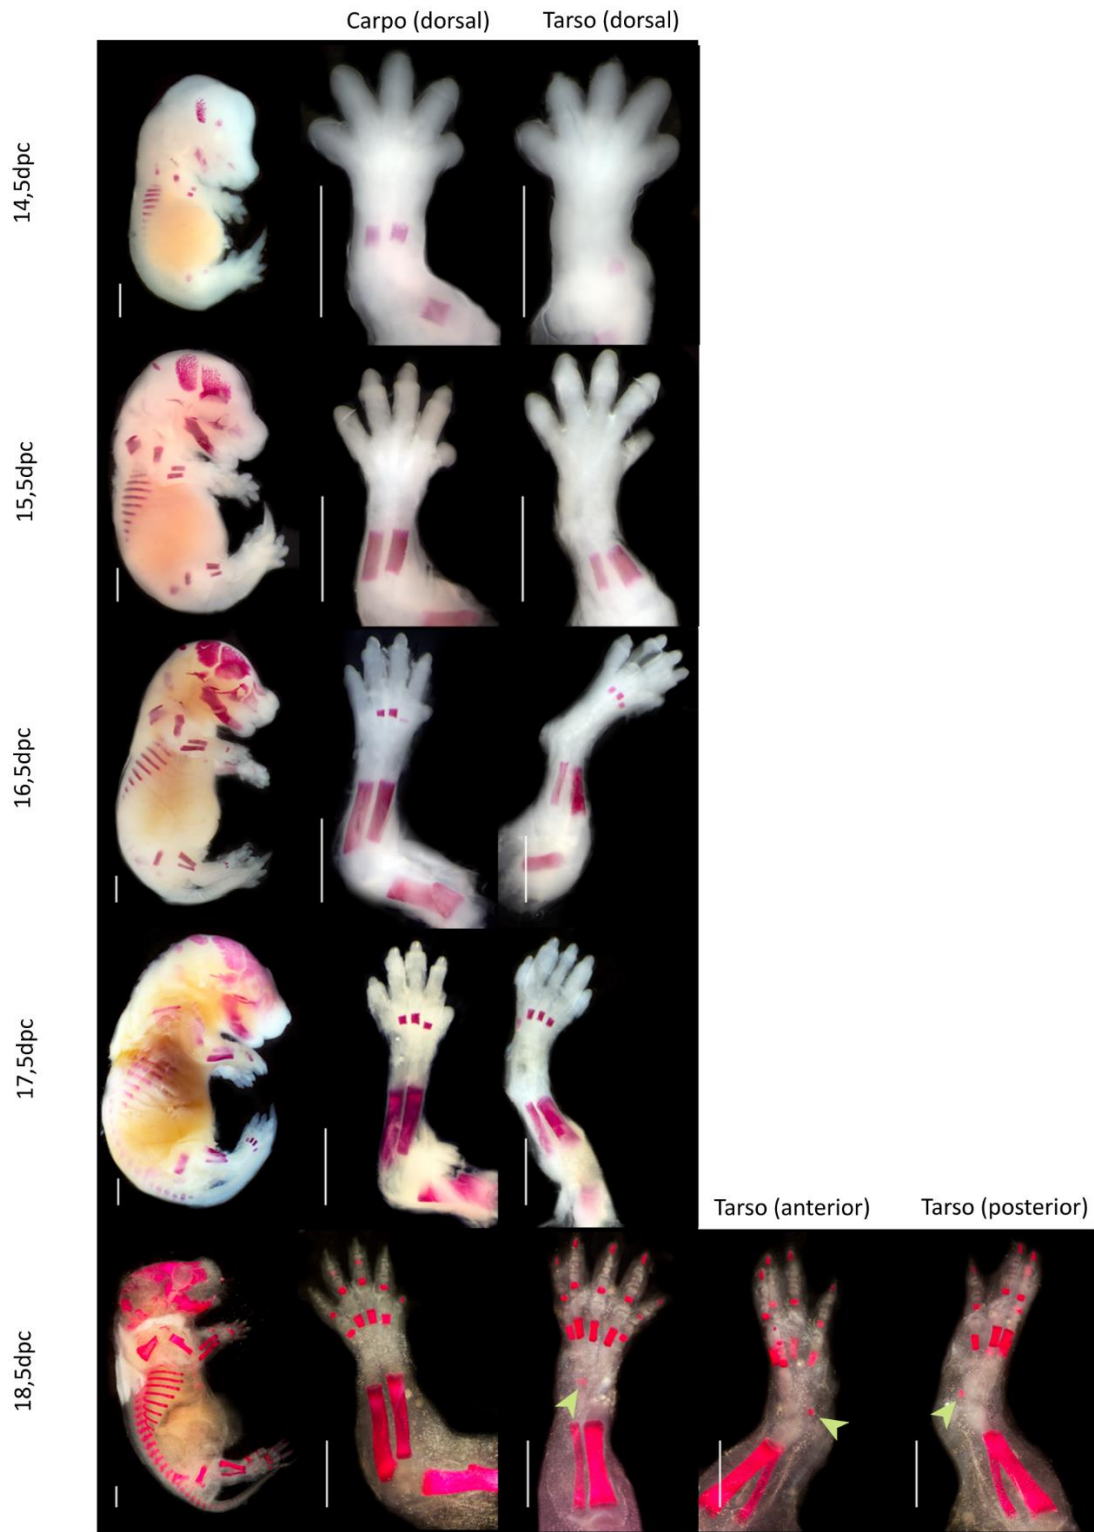 Carpo (dorsal)
Tarso (dorsal)
14,5dpc
15,5dpc
16,5dpc
17,5dpc
Tarso (anterior)
Tarso (posterior)
18,5dpc